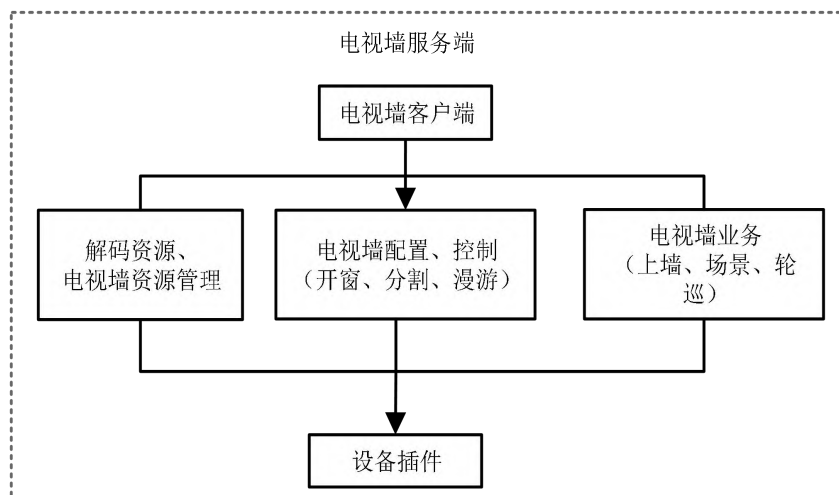 电视墙服务端
电视墙客户端
解码资源、
电视墙资源管理
电视墙配置、控制
（开窗、分割、漫游）
电视墙业务
（上墙、场景、轮
巡）
设备插件